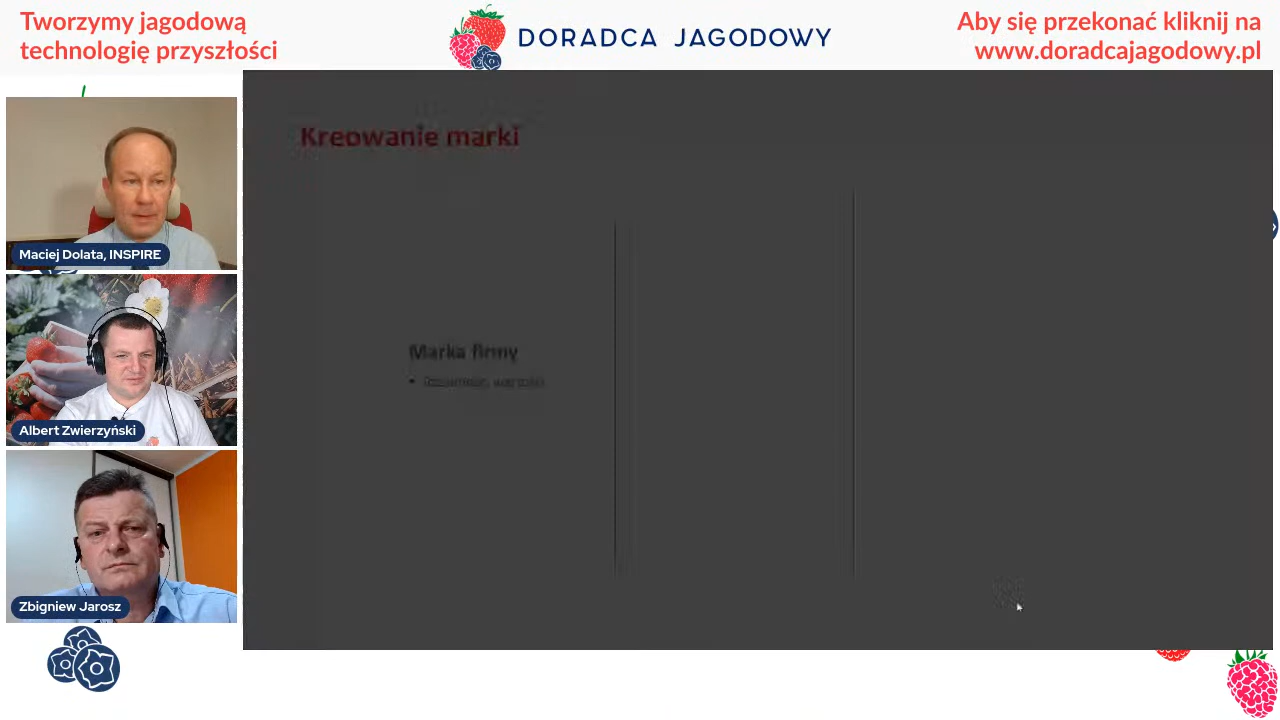 Tworzymy jagodową
technologię przyszłości
DORADCA JAGODOWY
Aby się przekonać kliknij na
www.doradcajagodowy.pl
Maciej Dolata, INSPIRE
Albert Zwierzyński
Zbigniew Jarosz
Kreowanie marki
Marka firmy